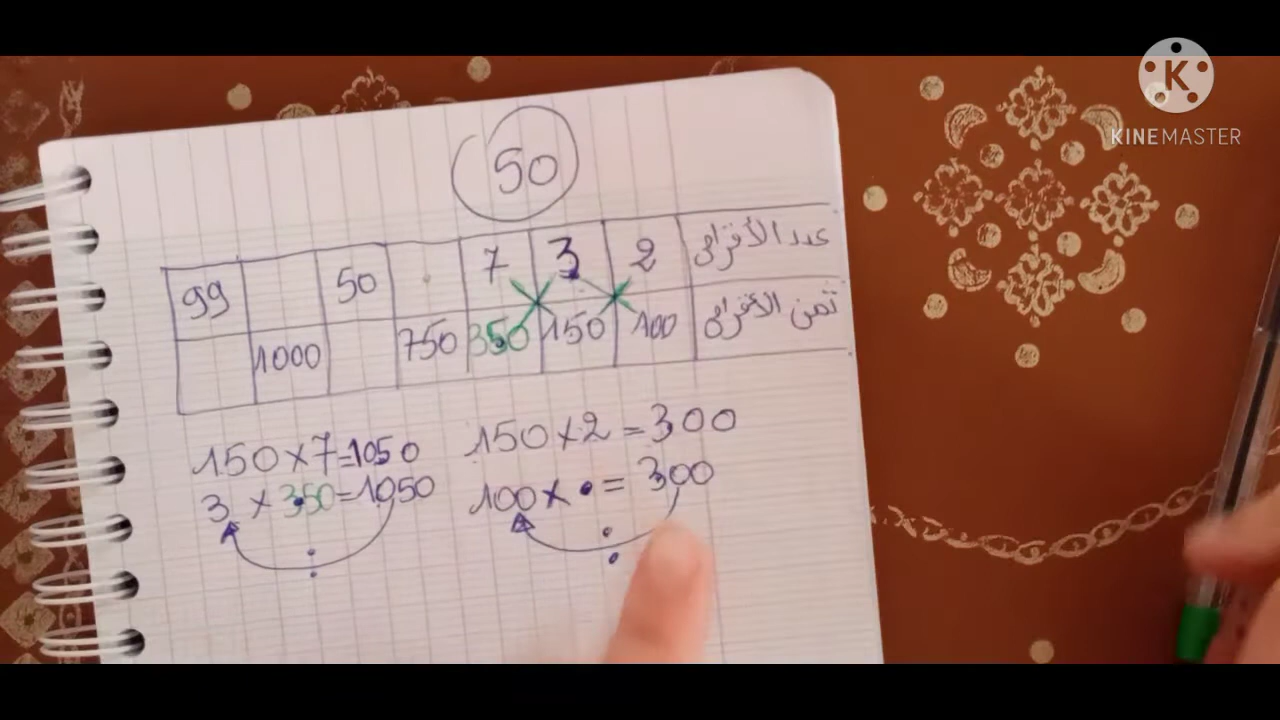 KINEMASTER
50
عدد الأقراص 2 3 7 50 99
ثمن الأقراص 100 150 350 750 1000
150 × 2 = 300
100 × • = 300
150 × 7 = 1050
3 × 350 = 1050